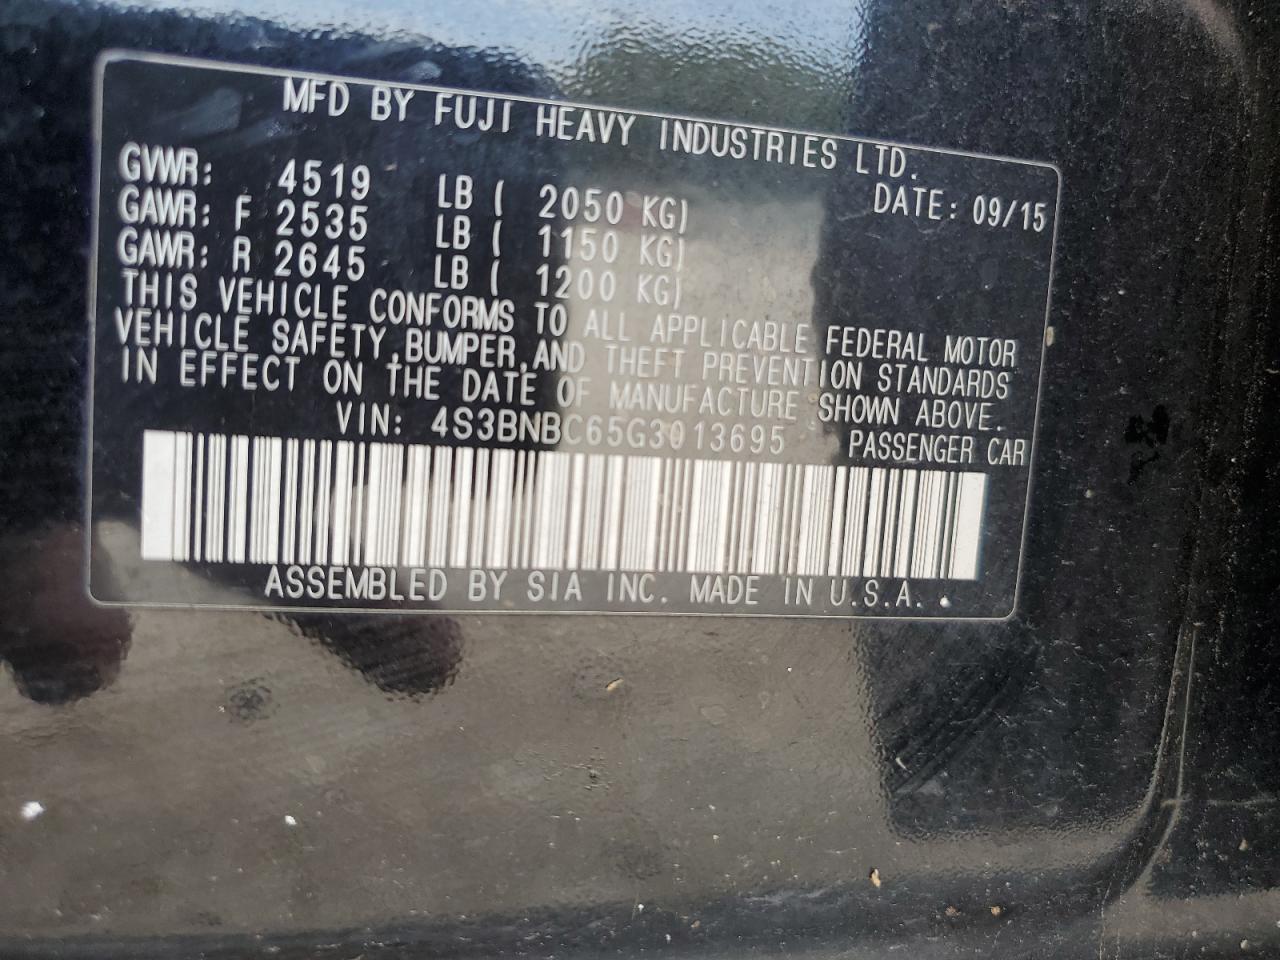 MFD BY FUJI HEAVY INDUSTRIES LTD.
GVWR: 4519 LB ( 2050 KG) DATE: 09/15
GAWR: F 2535 LB ( 1150 KG)
GAWR: R 2645 LB ( 1200 KG)
THIS VEHICLE CONFORMS TO ALL APPLICABLE FEDERAL MOTOR
VEHICLE SAFETY,BUMPER,AND THEFT PREVENTION STANDARDS
IN EFFECT ON THE DATE OF MANUFACTURE SHOWN ABOVE.
VIN: 4S3BNBC65G3013695 PASSENGER CAR
ASSEMBLED BY SIA INC. MADE IN U.S.A.